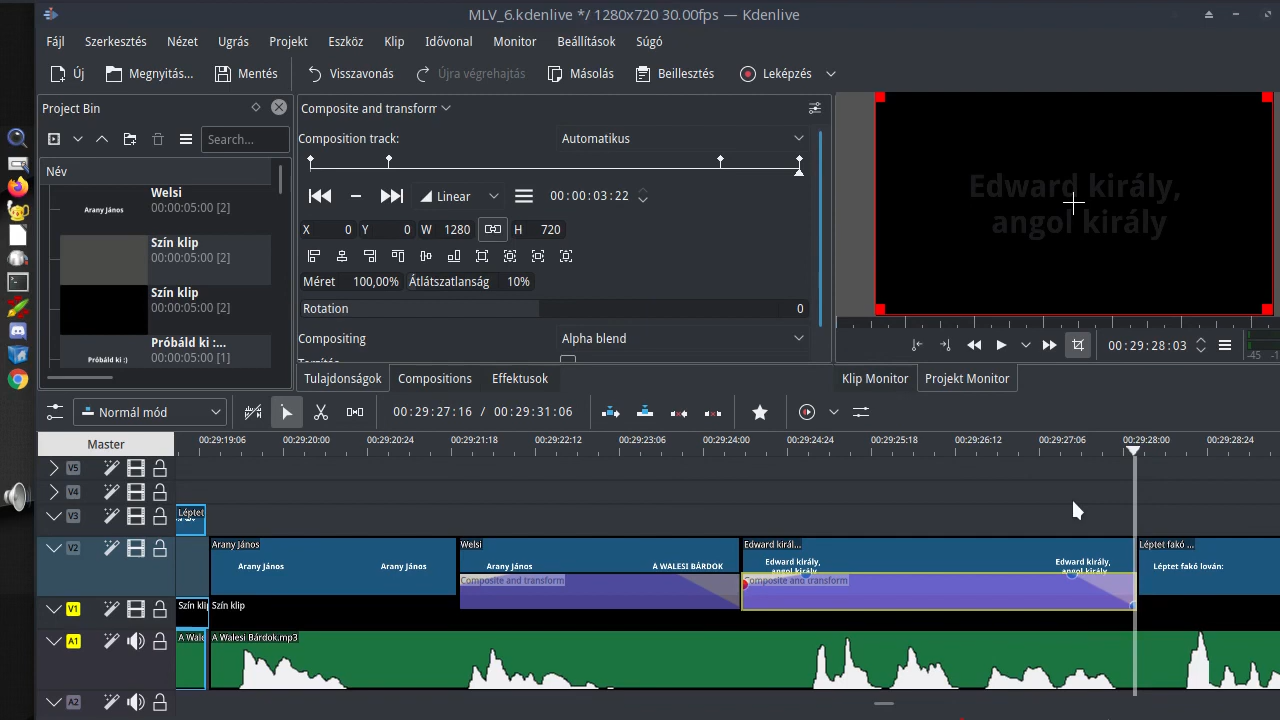 MLV_6.kdenlive */ 1280x720 30.00fps — Kdenlive
Fájl Szerkesztés Nézet Ugrás Projekt Eszköz Klip Idővonal Monitor Beállítások Súgó
Új Megnyitás... Mentés Visszavonás Újra végrehajtás Másolás Beillesztés Leképzés
Project Bin
Search...
Név
Welsi
00:00:05:00 [2]
Arany János
Szín klip
00:00:05:00 [2]
Szín klip
00:00:05:00 [2]
Próbáld ki :...
00:00:05:00 [1]
Próbáld ki :)
Composite and transform
Composition track: Automatikus
Linear 00:00:03:22
X 0 Y 0 W 1280 H 720
Méret 100,00% Átlátszatlanság 10%
Rotation 0
Compositing Alpha blend
Tulajdonságok Compositions Effektusok
Edward király,
angol király
00:29:28:03
-45
Klip Monitor Projekt Monitor
Normál mód 00:29:27:16 / 00:29:31:06
Master
00:29:19:06 00:29:20:00 00:29:20:24 00:29:21:18 00:29:22:12 00:29:23:06 00:29:24:00 00:29:24:24 00:29:25:18 00:29:26:12 00:29:27:06 00:29:28:00 00:29:28:24
V5
V4
V3 Léptet
V2 Arany János Welsi Edward kiräl... Léptet fakó ...
Arany János Arany János Arany János A WALESI BÁRDOK Edward király, Edward király, Léptet fakó lován:
angol király angol király
Composite and transform Composite and transform
V1 Szín klip Szín klip
A1 A Wale A Walesi Bárdok.mp3
A2